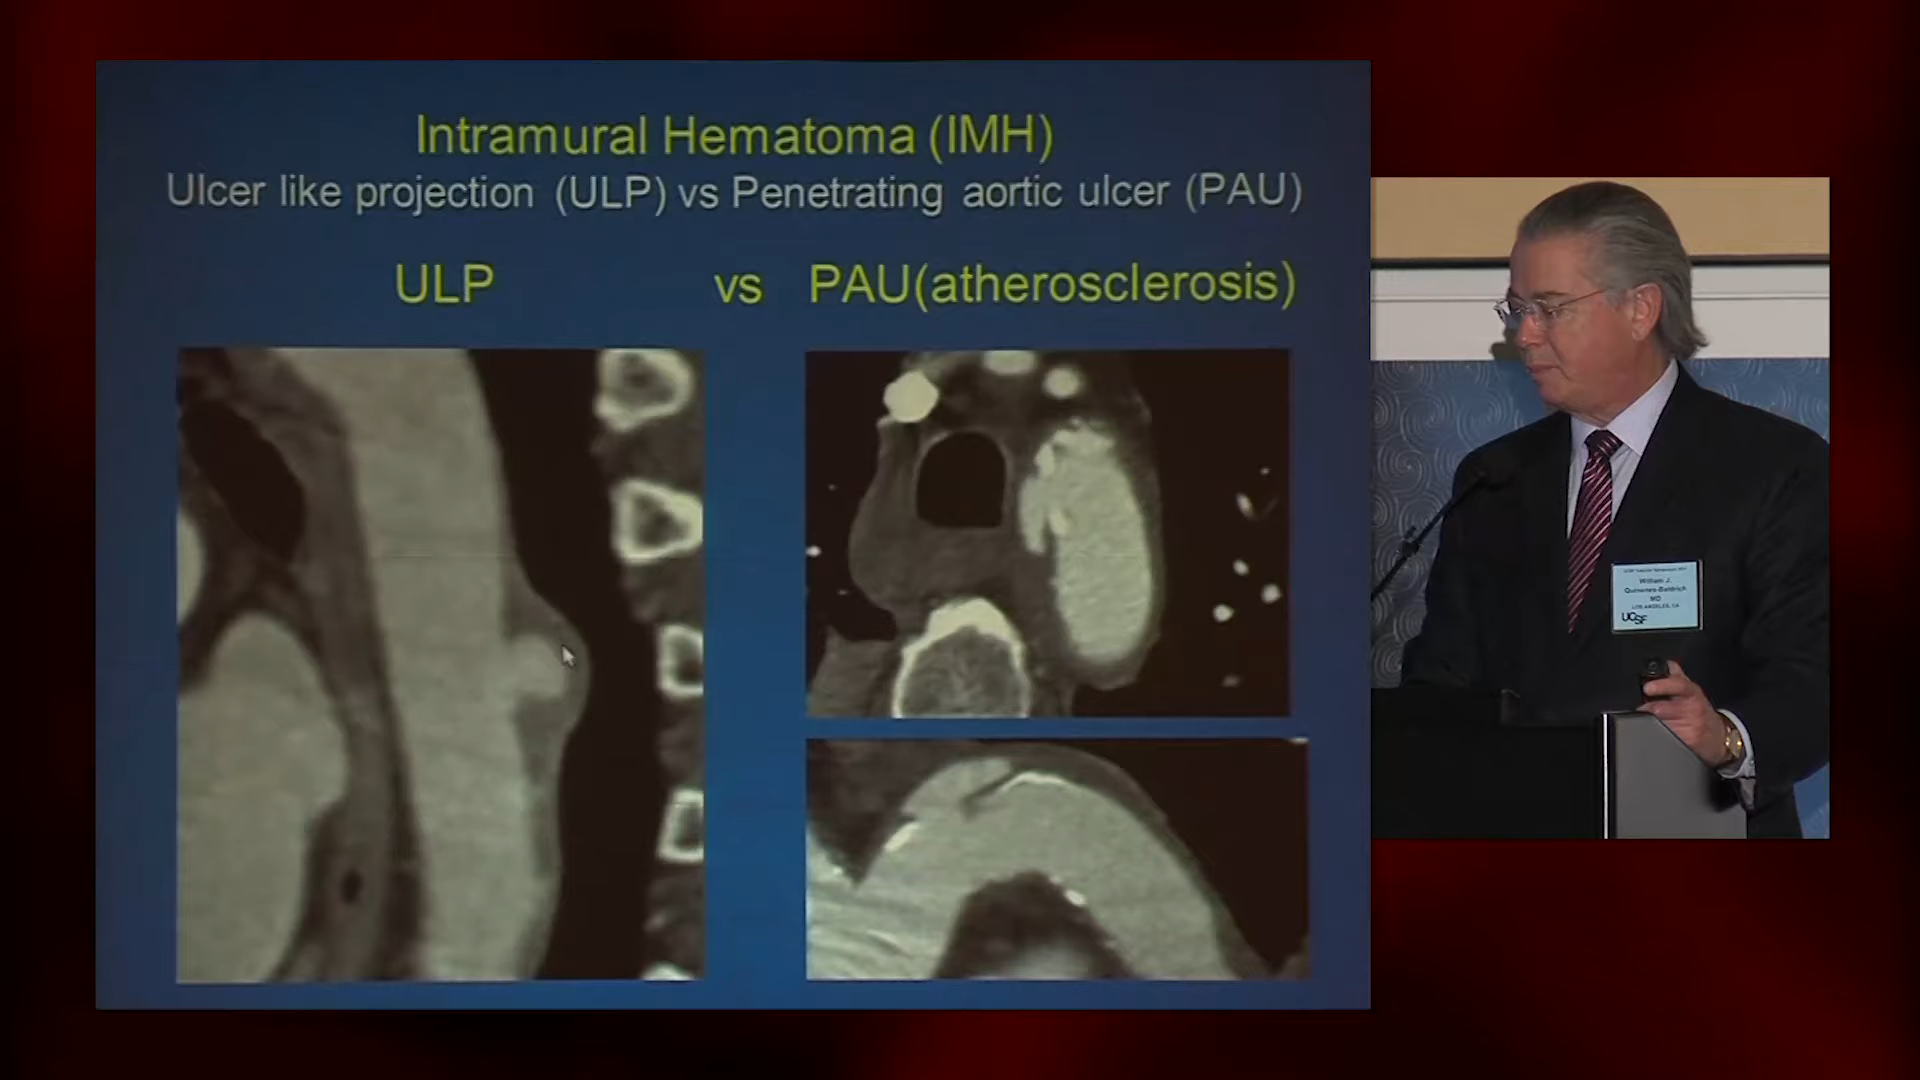 Intramural Hematoma (IMH)
Ulcer like projection (ULP) vs Penetrating aortic ulcer (PAU)
ULP vs PAU(atherosclerosis)
William J.
Quinones-Baldrich
MD
LOS ANGELES, CA
UCSF